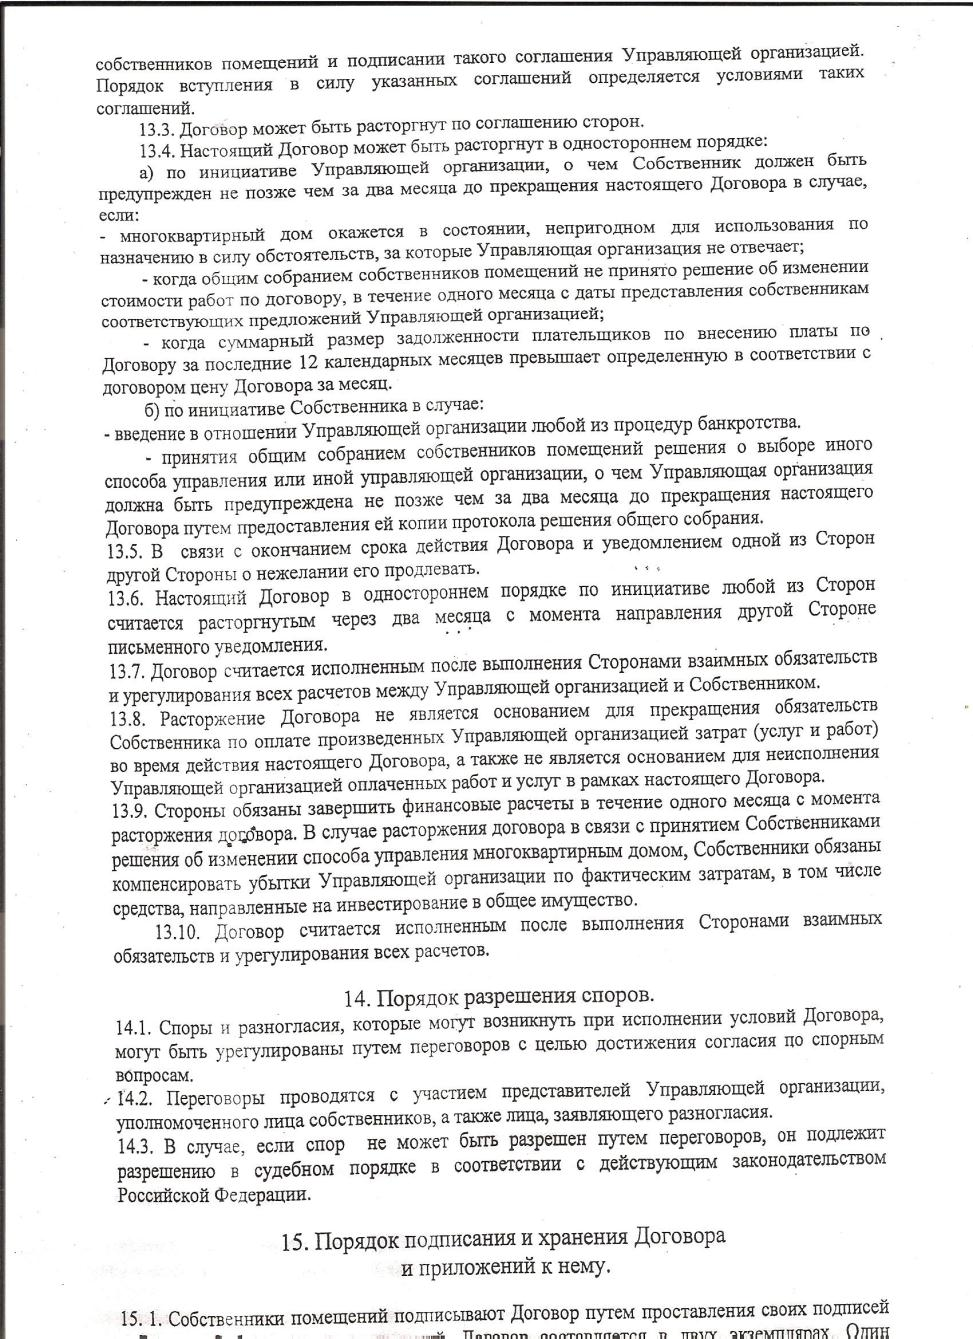 собственников помещений и подписании такого соглашения Управляющей организацией.
Порядок вступления в силу указанных соглашений определяется условиями таких
соглашений.
13.3. Договор может быть расторгнут по соглашению сторон.
13.4. Настоящий Договор может быть расторгнут в одностороннем порядке:
а) по инициативе Управляющей организации, о чем Собственник должен быть
предупрежден не позже чем за два месяца до прекращения настоящего Договора в случае,
если:
- многоквартирный дом окажется в состоянии, непригодном для использования по
назначению в силу обстоятельств, за которые Управляющая организация не отвечает;
- когда общим собранием собственников помещений не принято решение об изменении
стоимости работ по договору, в течение одного месяца с даты представления собственникам
соответствующих предложений Управляющей организацией;
- когда суммарный размер задолженности плательщиков по внесению платы по
Договору за последние 12 календарных месяцев превышает определенную в соответствии с
договором цену Договора за месяц.
б) по инициативе Собственника в случае:
- введение в отношении Управляющей организации любой из процедур банкротства.
- принятия общим собранием собственников помещений решения о выборе иного
способа управления или иной управляющей организации, о чем Управляющая организация
должна быть предупреждена не позже чем за два месяца до прекращения настоящего
Договора путем предоставления ей копии протокола решения общего собрания.
13.5. В связи с окончанием срока действия Договора и уведомлением одной из Сторон
другой Стороны о нежелании его продлевать.
13.6. Настоящий Договор в одностороннем порядке по инициативе любой из Сторон
считается расторгнутым через два месяца с момента направления другой Стороне
письменного уведомления.
13.7. Договор считается исполненным после выполнения Сторонами взаимных обязательств
и урегулирования всех расчетов между Управляющей организацией и Собственником.
13.8. Расторжение Договора не является основанием для прекращения обязательств
Собственника по оплате произведенных Управляющей организацией затрат (услуг и работ)
во время действия настоящего Договора, а также не является основанием для неисполнения
Управляющей организацией оплаченных работ и услуг в рамках настоящего Договора.
13.9. Стороны обязаны завершить финансовые расчеты в течение одного месяца с момента
расторжения договора. В случае расторжения договора в связи с принятием Собственниками
решения об изменении способа управления многоквартирным домом, Собственники обязаны
компенсировать убытки Управляющей организации по фактическим затратам, в том числе
средства, направленные на инвестирование в общее имущество.
13.10. Договор считается исполненным после выполнения Сторонами взаимных
обязательств и урегулирования всех расчетов.
14. Порядок разрешения споров.
14.1. Споры и разногласия, которые могут возникнуть при исполнении условий Договора,
могут быть урегулированы путем переговоров с целью достижения согласия по спорным
вопросам.
14.2. Переговоры проводятся с участием представителей Управляющей организации,
уполномоченного лица собственников, а также лица, заявляющего разногласия.
14.3. В случае, если спор не может быть разрешен путем переговоров, он подлежит
разрешению в судебном порядке в соответствии с действующим законодательством
Российской Федерации.
15. Порядок подписания и хранения Договора
и приложений к нему.
15. 1. Собственники помещений подписывают Договор путем проставления своих подписей
Договор составляется в двух экземплярах. Один